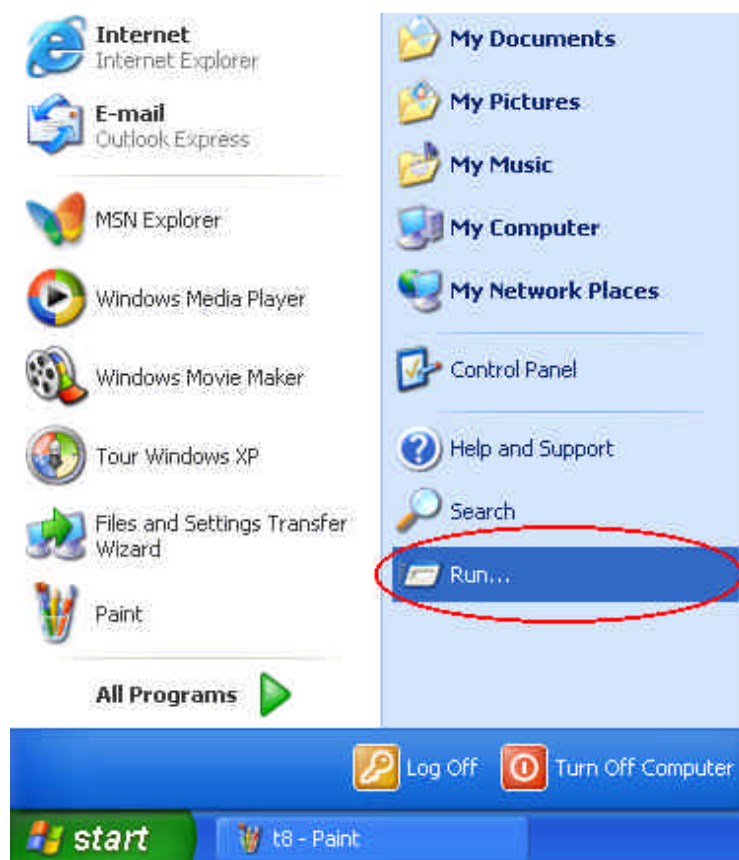 Internet
Internet Explorer
E-mail
Outlook Express
MSN Explorer
Windows Media Player
Windows Movie Maker
Tour Windows XP
Files and Settings Transfer
Wizard
Paint
All Programs
My Documents
My Pictures
My Music
My Computer
My Network Places
Control Panel
Help and Support
Search
Run...
Log Off
Turn Off Computer
start
t8 - Paint